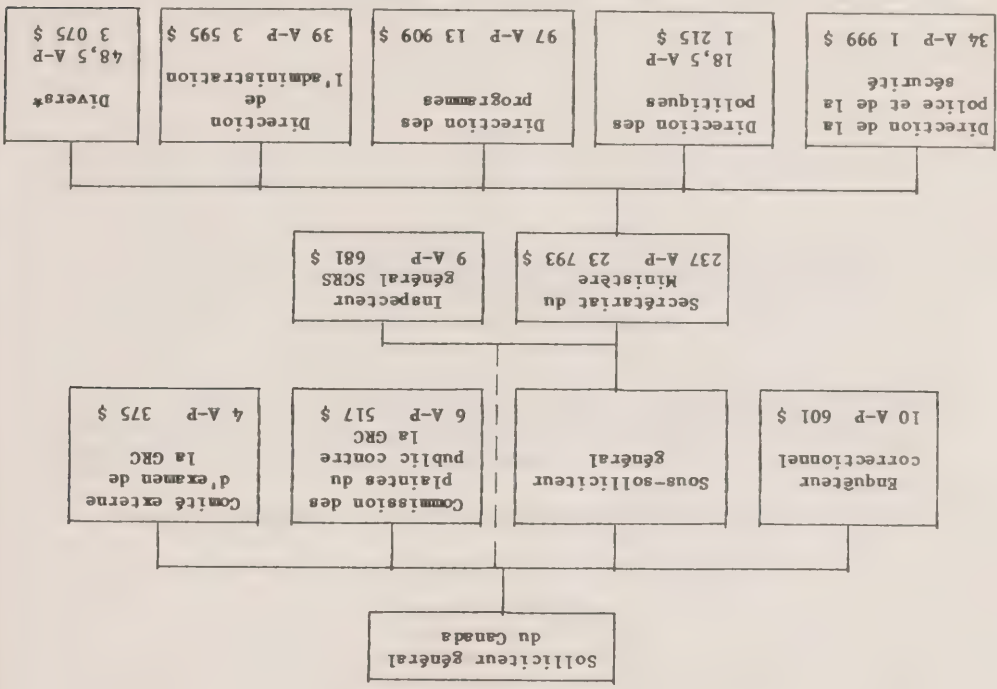 Solliciteur général
du Canada
Enquêteur
correctionnel
10 A-P 601 $
Sous-solliciteur
général
Commission des
plaintes du
public contre
la GRC
6 A-P 517 $
Comité externe
d'examen de
la GRC
4 A-P 375 $
Secrétariat du
Ministère
237 A-P 23 793 $
Inspecteur
général SCRS
9 A-P 681 $
Direction de la
police et de la
sécurité
34 A-P 1 999 $
Direction des
politiques
18,5 A-P
1 215 $
Direction des
programmes
97 A-P 13 909 $
Direction
de
l'administration
39 A-P 3 595 $
Divers*
48,5 A-P
3 075 $